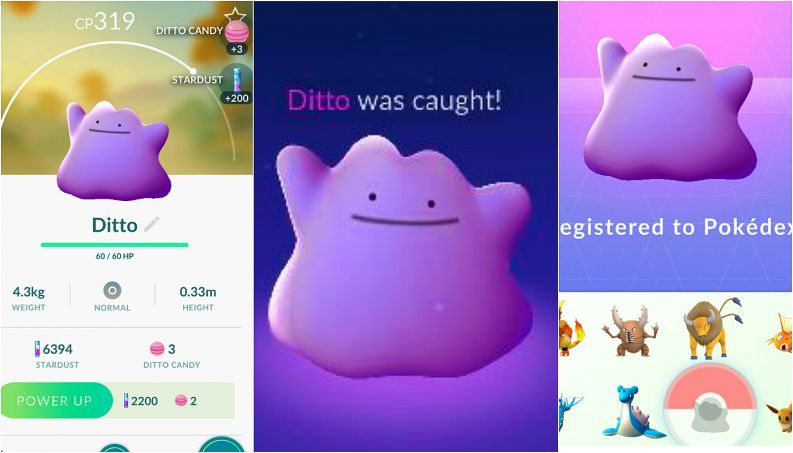 CP319
DITTO CANDY
+3
STARDUST
+200
Ditto
60 / 60 HP
4.3kg
WEIGHT
NORMAL
0.33m
HEIGHT
6394
STARDUST
3
DITTO CANDY
POWER UP
2200
2
Ditto was caught!
egistered to Pokédex